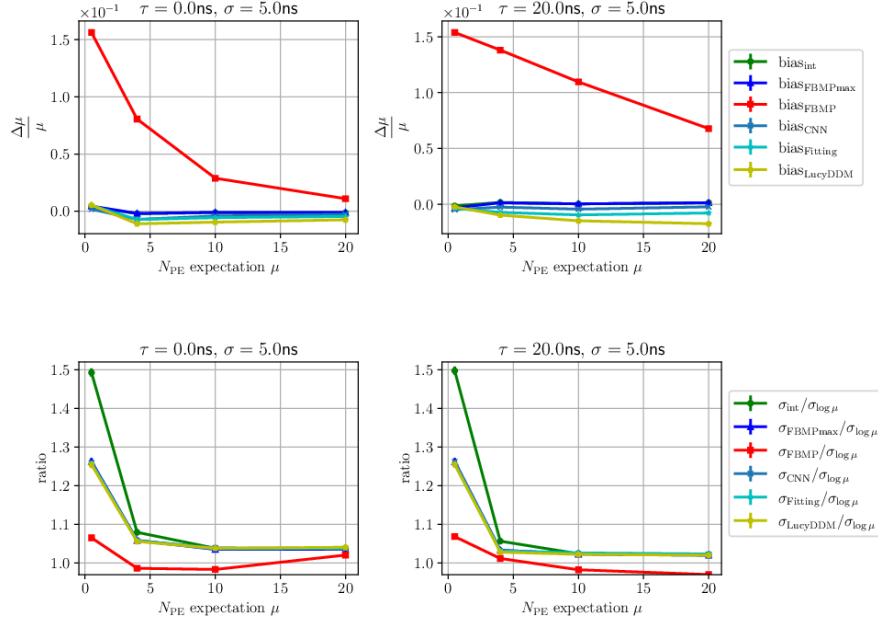 ×10⁻¹ τ = 0.0ns, σ = 5.0ns
1.5
1.0
0.5
0.0
Δμ/μ
0 5 10 15 20
N_PE expectation μ
×10⁻¹ τ = 20.0ns, σ = 5.0ns
1.5
1.0
0.5
0.0
Δμ/μ
0 5 10 15 20
N_PE expectation μ
bias_int
bias_FBMPmax
bias_FBMP
bias_CNN
bias_Fitting
bias_LucyDDM
τ = 0.0ns, σ = 5.0ns
1.5
1.4
1.3
1.2
1.1
1.0
ratio
0 5 10 15 20
N_PE expectation μ
τ = 20.0ns, σ = 5.0ns
1.5
1.4
1.3
1.2
1.1
1.0
ratio
0 5 10 15 20
N_PE expectation μ
σ_int/σ_log μ
σ_FBMPmax/σ_log μ
σ_FBMP/σ_log μ
σ_CNN/σ_log μ
σ_Fitting/σ_log μ
σ_LucyDDM/σ_log μ